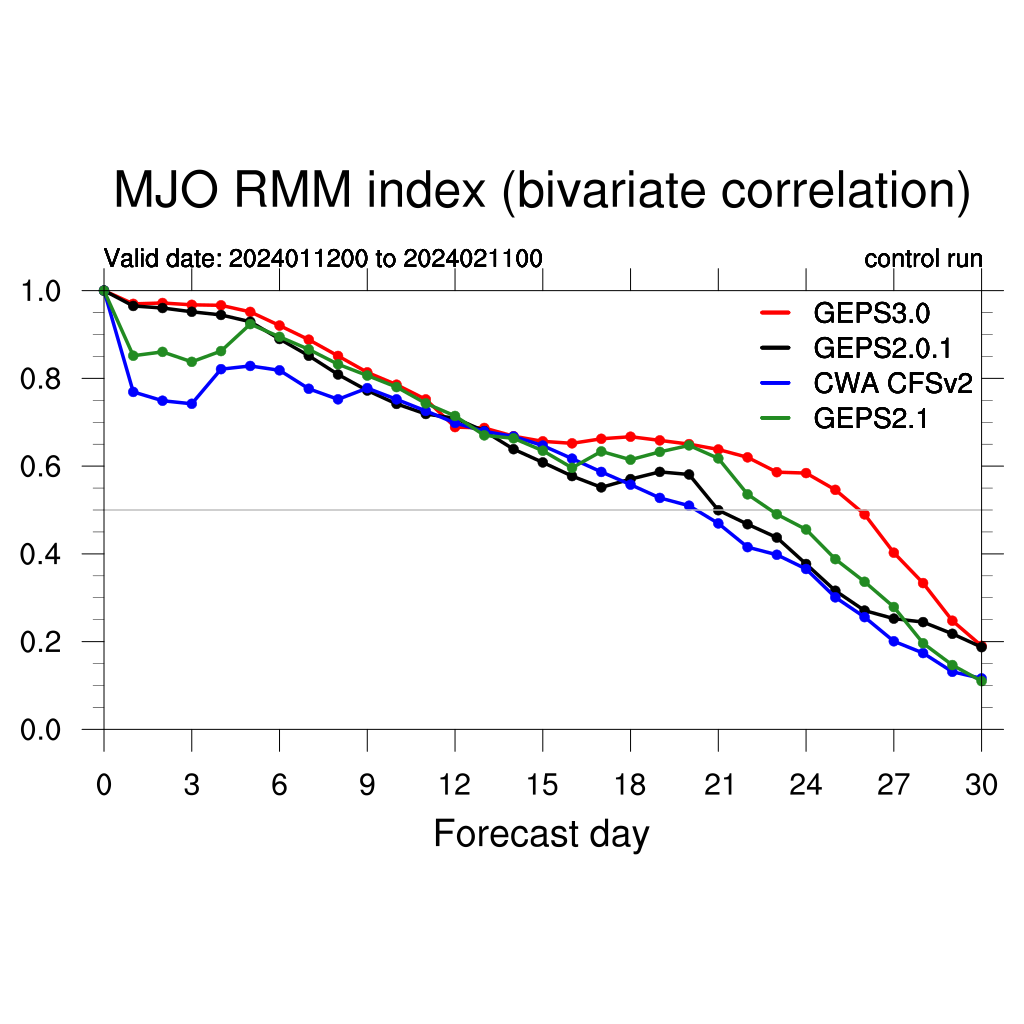 MJO RMM index (bivariate correlation)
Valid date: 2024011200 to 2024021100 control run
1.0
GEPS3.0
GEPS2.0.1
0.8
CWA CFSv2
GEPS2.1
0.6
0.4
0.2
0.0
0 3 6 9 12 15 18 21 24 27 30
Forecast day